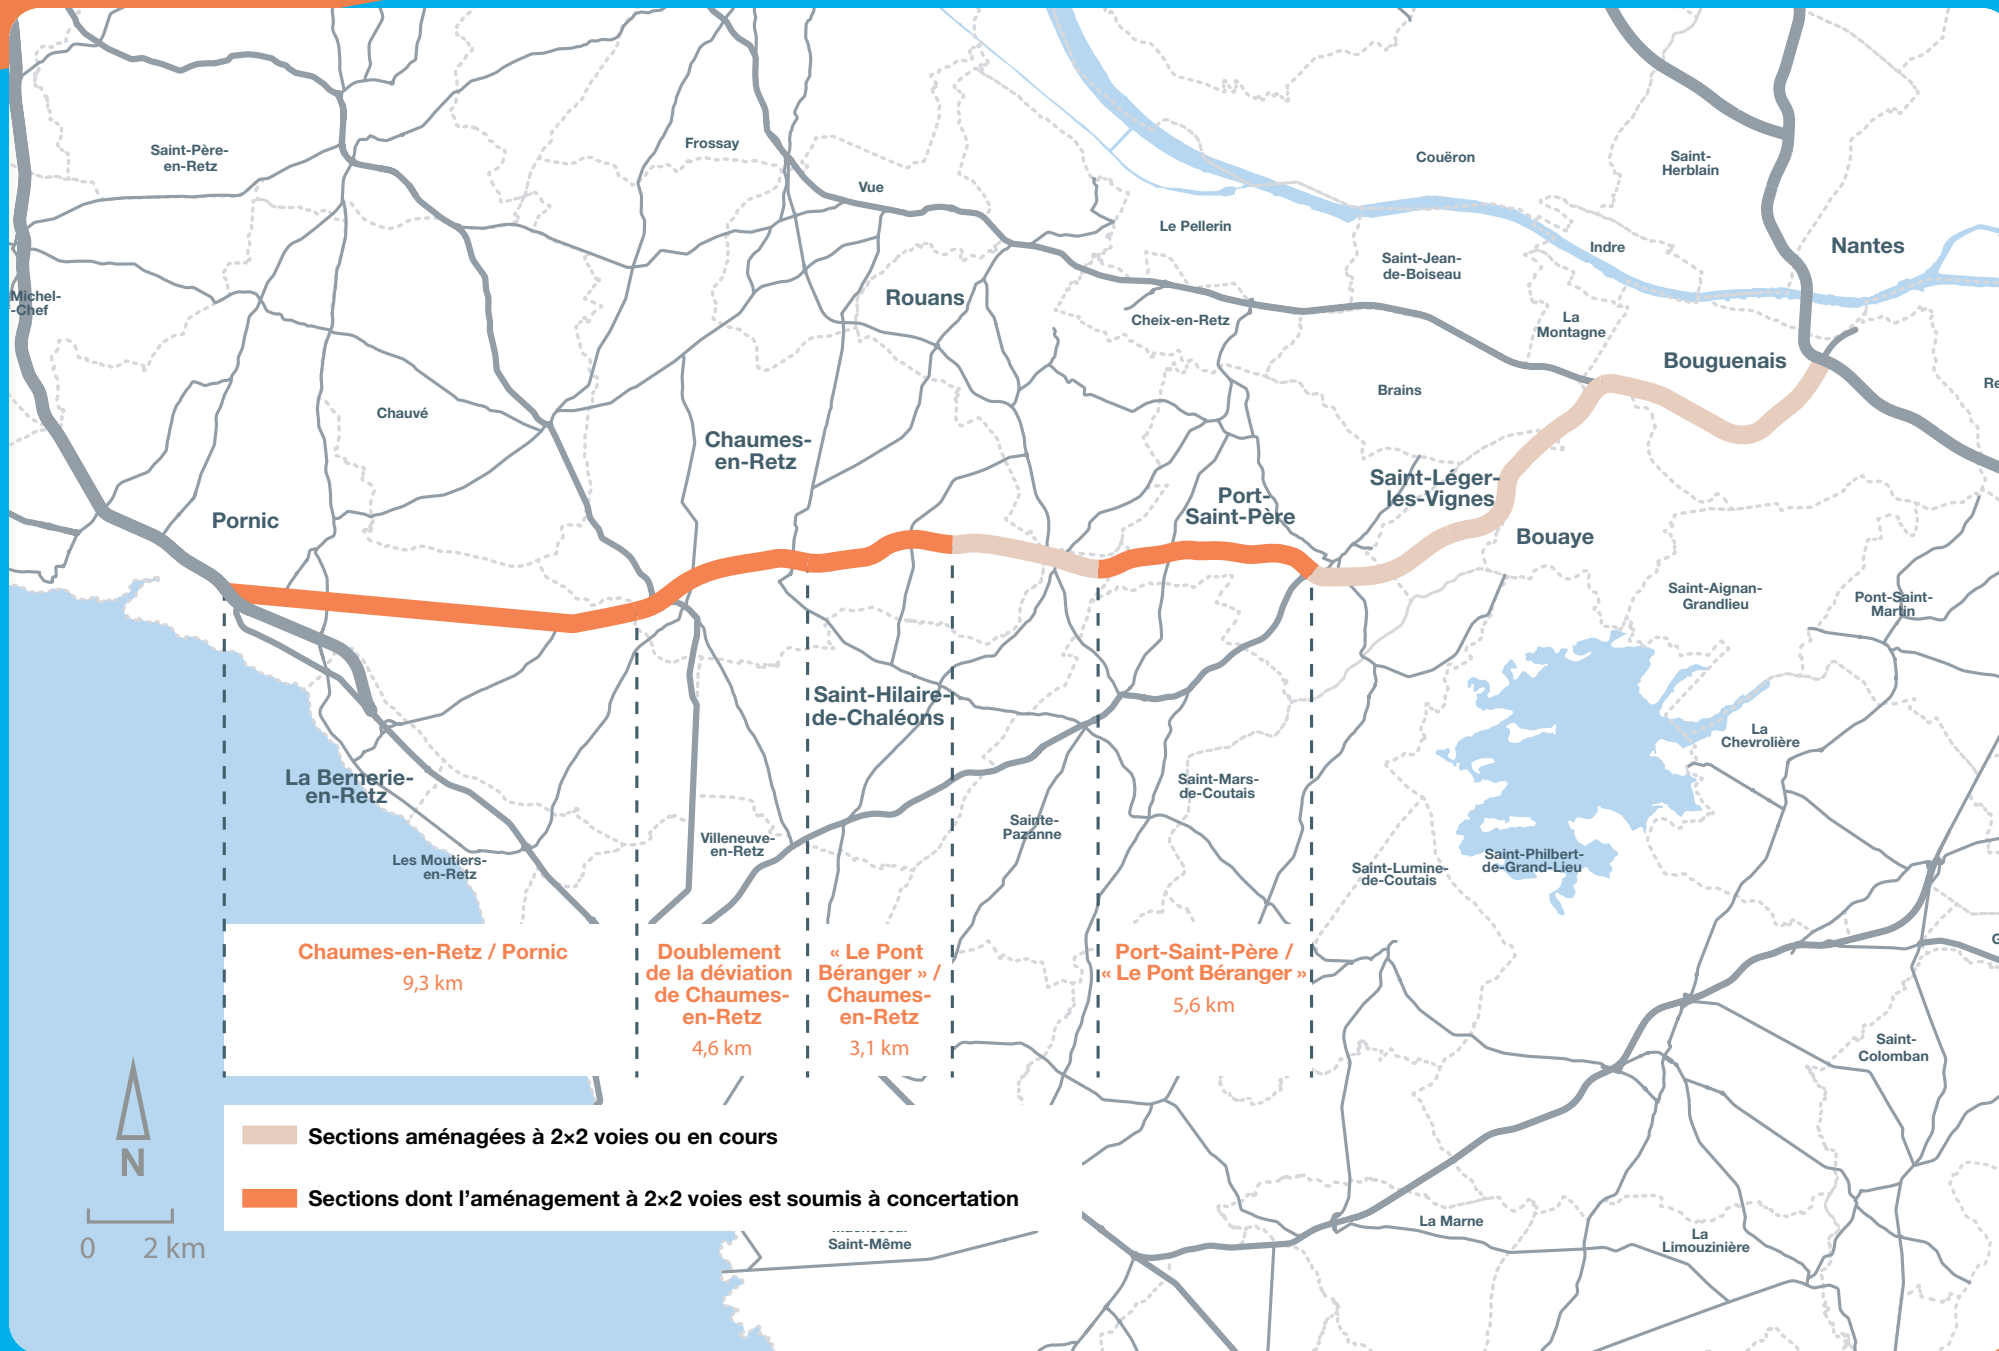 Saint-Père-
en-Retz
Frossay
Vue
Couëron
Saint-
Herblain
Le Pellerin
Indre
Nantes
Saint-Jean-
de-Boiseau
Michel-
-Chef
Rouans
Cheix-en-Retz
La
Montagne
Bouguenais
Brains
Re
Chauvé
Chaumes-
en-Retz
Saint-Léger-
les-Vignes
Port-
Saint-Père
Pornic
Bouaye
Saint-Aignan-
Grandlieu
Pont-Saint-
Martin
Saint-Hilaire-
de-Chaléons
La
Chevrolière
La Bernerie-
en-Retz
Saint-Mars-
de-Coutais
Sainte-
Pazanne
Villeneuve-
en-Retz
Les Moutiers-
en-Retz
Saint-Lumine-
de-Coutais
Saint-Philbert-
de-Grand-Lieu
Chaumes-en-Retz / Pornic
9,3 km
Doublement
de la déviation
de Chaumes-
en-Retz
4,6 km
« Le Pont
Béranger » /
Chaumes-
en-Retz
3,1 km
Port-Saint-Père /
« Le Pont Béranger »
5,6 km
G
Saint-
Colomban
N
0 2 km
Sections aménagées à 2×2 voies ou en cours
Sections dont l'aménagement à 2×2 voies est soumis à concertation
Saint-Même
La Marne
La
Limouzinière